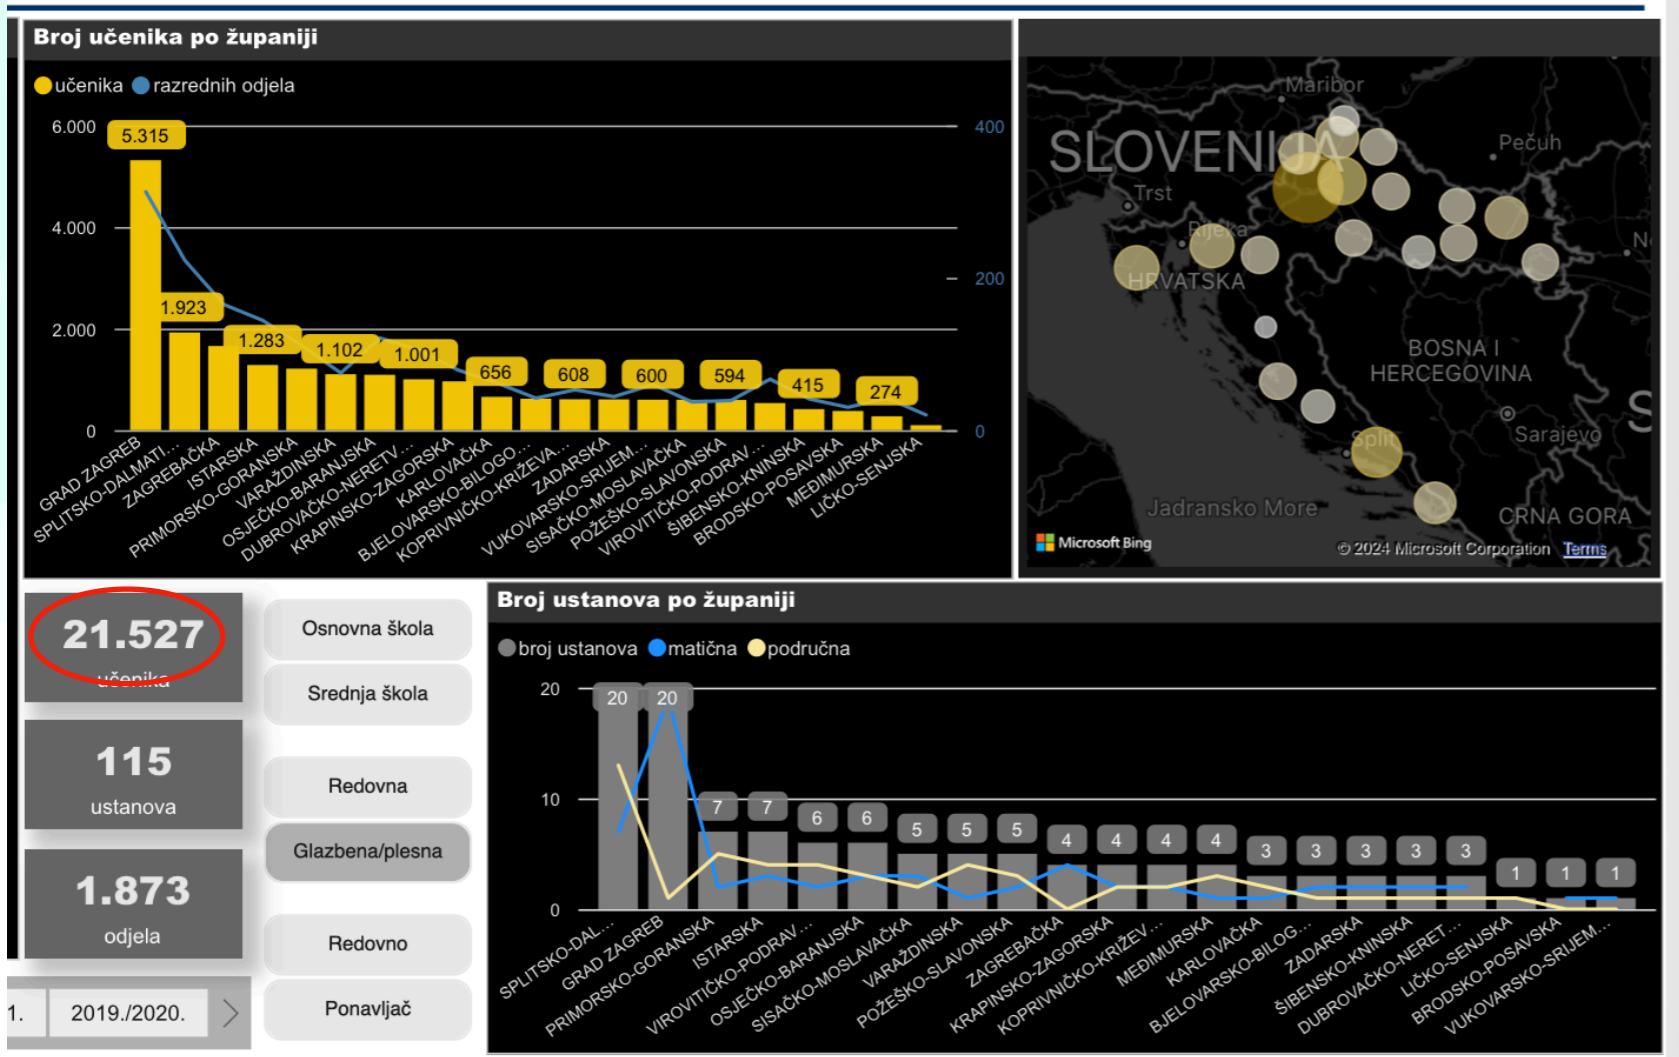 Broj učenika po županiji
učenika razrednih odjela
6.000
4.000
2.000
0
400
200
0
5.315
1.923
1.283
1.102
1.001
656
608
600
594
415
274
GRAD ZAGREB
SPLITSKO-DALMATI...
ZAGREBAČKA
ISTARSKA
PRIMORSKO-GORANSKA
VARAŽDINSKA
OSJEČKO-BARANJSKA
DUBROVAČKO-NERETV...
KRAPINSKO-ZAGORSKA
KARLOVAČKA
BJELOVARSKO-BILOGO...
KOPRIVNIČKO-KRIŽEVA...
ZADARSKA
VUKOVARSKO-SRIJEM...
SISAČKO-MOSLAVAČKA
POŽEŠKO-SLAVONSKA
VIROVITIČKO-PODRAV...
ŠIBENSKO-KNINSKA
BRODSKO-POSAVSKA
MEĐIMURSKA
LIČKO-SENJSKA
Maribor
SLOVENIJA
Pečuh
Trst
Rijeka
HRVATSKA
BOSNA I
HERCEGOVINA
Sarajevo
Split
Jadransko More
CRNA GORA
Microsoft Bing
© 2024 Microsoft Corporation Terms
21.527
učenika
115
ustanova
1.873
odjela
1.
2019./2020.
Osnovna škola
Srednja škola
Redovna
Glazbena/plesna
Redovno
Ponavljač
Broj ustanova po županiji
broj ustanova matična područna
20
10
0
20
20
7
7
6
6
5
5
5
4
4
4
4
3
3
3
3
3
1
1
1
SPLITSKO-DAL...
GRAD ZAGREB
PRIMORSKO-GORANSKA
ISTARSKA
VIROVITIČKO-PODRAV...
OSJEČKO-BARANJSKA
SISAČKO-MOSLAVAČKA
VARAŽDINSKA
POŽEŠKO-SLAVONSKA
ZAGREBAČKA
KRAPINSKO-ZAGORSKA
KOPRIVNIČKO-KRIŽEV...
MEĐIMURSKA
KARLOVAČKA
BJELOVARSKO-BILOG...
ZADARSKA
ŠIBENSKO-KNINSKA
DUBROVAČKO-NERET...
LIČKO-SENJSKA
BRODSKO-POSAVSKA
VUKOVARSKO-SRIJEM...